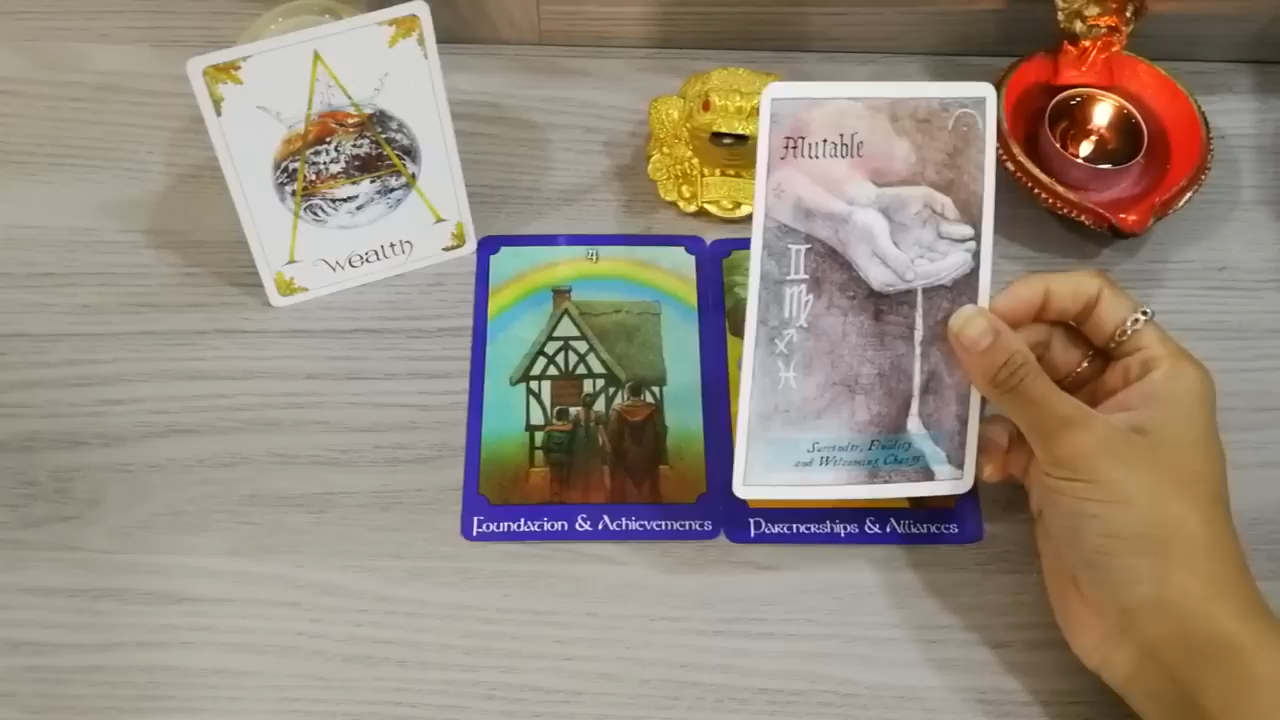 Wealth
4
Foundation & Achievements
Mutable
♊
♍
♐
♓
Surrender, Fluidity
and Welcoming Change
Partnerships & Alliances